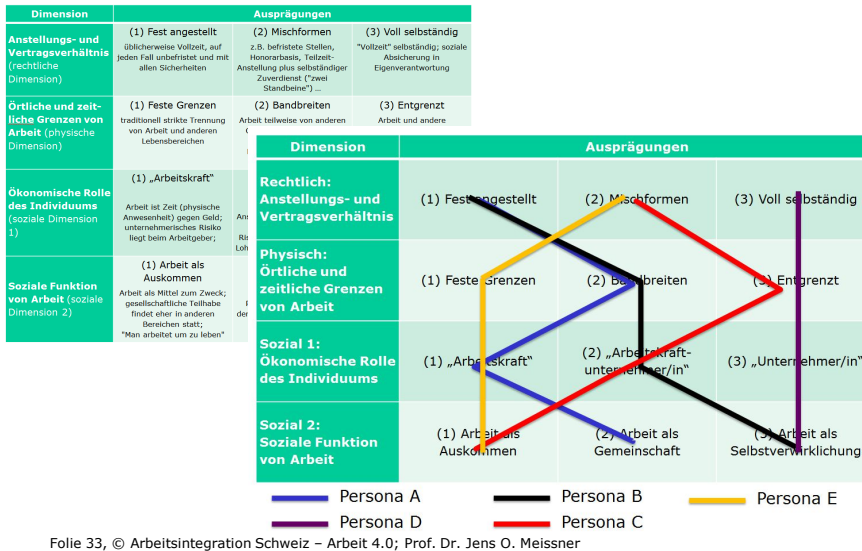 Dimension
Ausprägungen
Anstellungs- und
Vertragsverhältnis
(rechtliche
Dimension)
(1) Fest angestellt
üblicherweise Vollzeit, auf
jeden Fall unbefristet und mit
allen Sicherheiten
(2) Mischformen
z.B. befristete Stellen,
Honorarbasis, Teilzeit-
Anstellung plus selbständiger
Zuverdienst ("zwei
Standbeine") ...
(3) Voll selbständig
"Vollzeit" selbständig; soziale
Absicherung in
Eigenverantwortung
Örtliche und zeit-
liche Grenzen von
Arbeit (physische
Dimension)
(1) Feste Grenzen
traditionell strikte Trennung
von Arbeit und anderen
Lebensbereichen
(2) Bandbreiten
Arbeit teilweise von anderen
(3) Entgrenzt
Arbeit und andere
Ökonomische Rolle
des Individuums
(soziale Dimension
1)
(1) „Arbeitskraft“
Arbeit ist Zeit (physische
Anwesenheit) gegen Geld;
unternehmerisches Risiko
liegt beim Arbeitgeber;
Soziale Funktion
von Arbeit (soziale
Dimension 2)
(1) Arbeit als
Auskommen
Arbeit als Mittel zum Zweck;
gesellschaftliche Teilhabe
findet eher in anderen
Bereichen statt;
"Man arbeitet um zu leben"
Dimension
Ausprägungen
Rechtlich:
Anstellungs- und
Vertragsverhältnis
(1) Fest angestellt
(2) Mischformen
(3) Voll selbständig
Physisch:
Örtliche und
zeitliche Grenzen
von Arbeit
(1) Feste Grenzen
(2) Bandbreiten
(3) Entgrenzt
Sozial 1:
Ökonomische Rolle
des Individuums
(1) „Arbeitskraft“
(2) „Arbeitskraft-
unternehmer/in“
(3) „Unternehmer/in“
Sozial 2:
Soziale Funktion
von Arbeit
(1) Arbeit als
Auskommen
(2) Arbeit als
Gemeinschaft
(3) Arbeit als
Selbstverwirklichung
Persona A
Persona B
Persona E
Persona D
Persona C
Folie 33, © Arbeitsintegration Schweiz – Arbeit 4.0; Prof. Dr. Jens O. Meissner